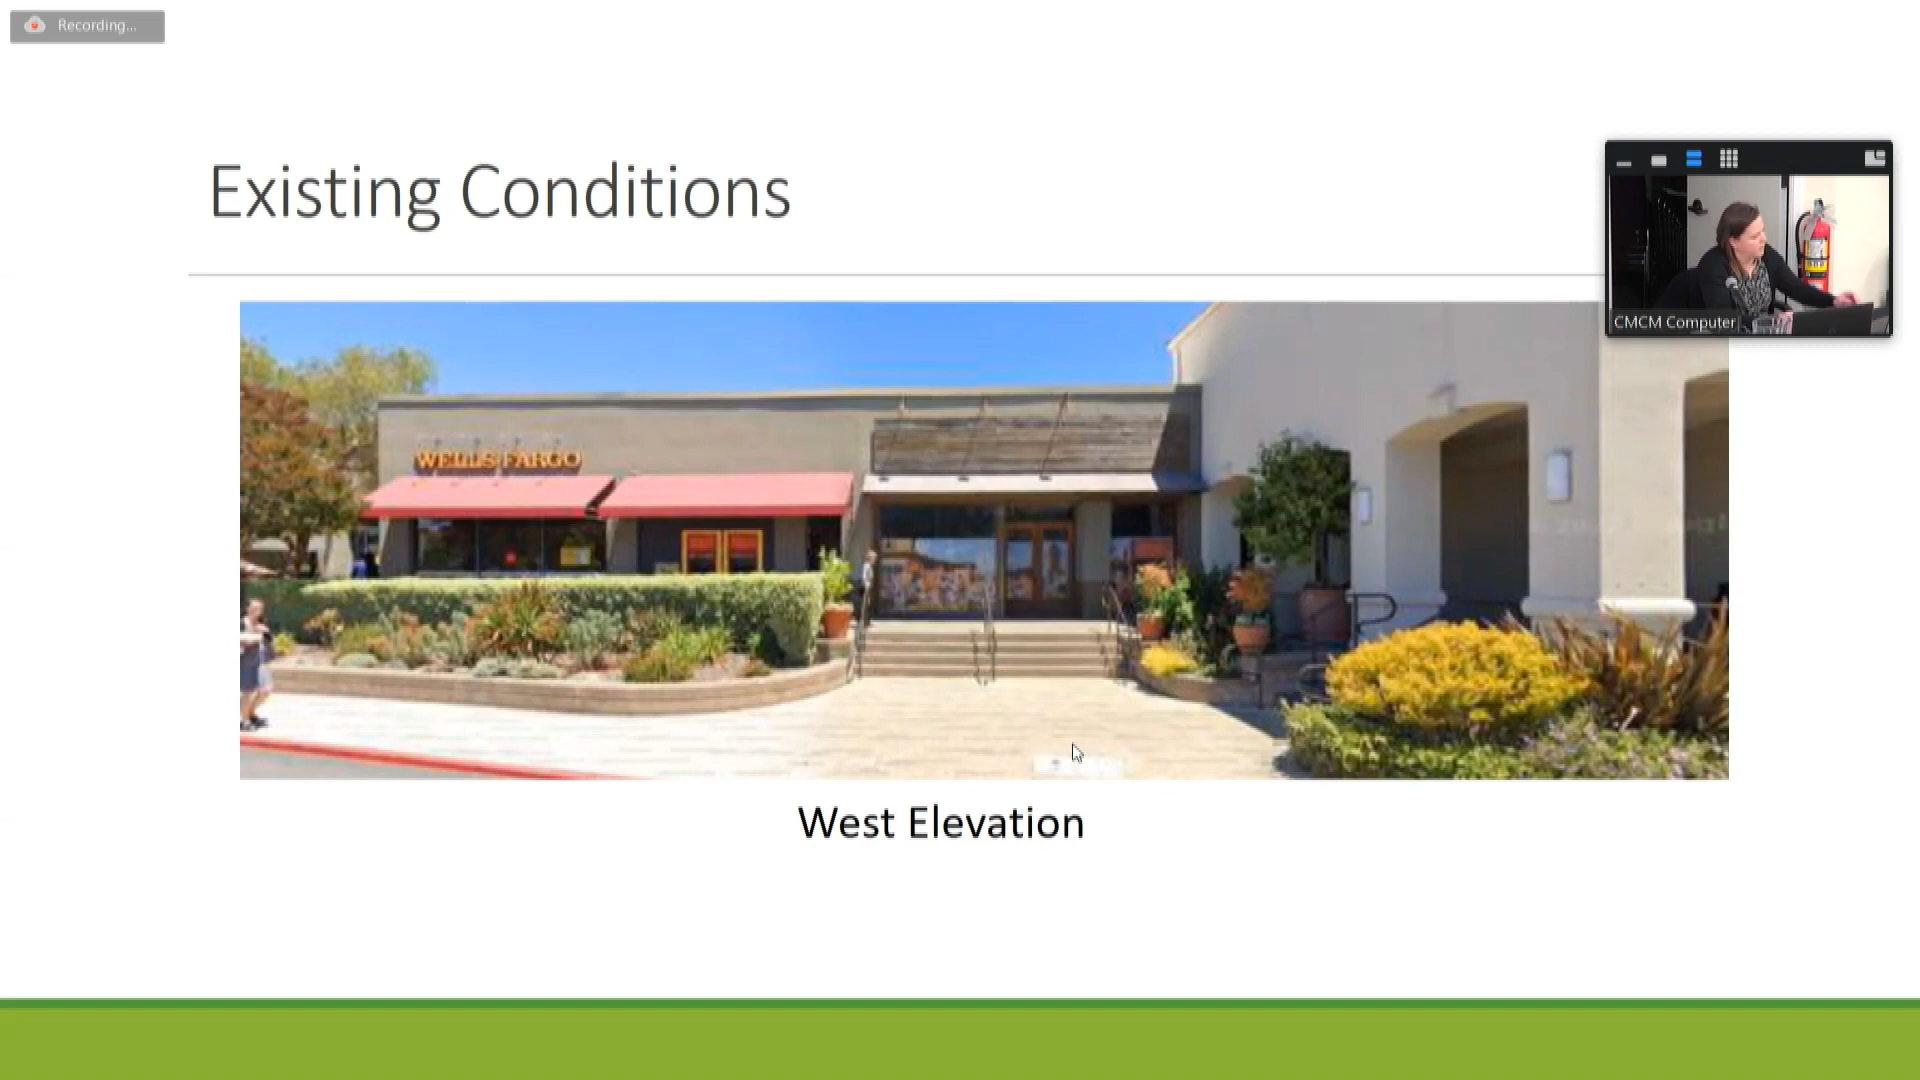 Recording...
Existing Conditions
CMCM Computer
WELLS FARGO
West Elevation